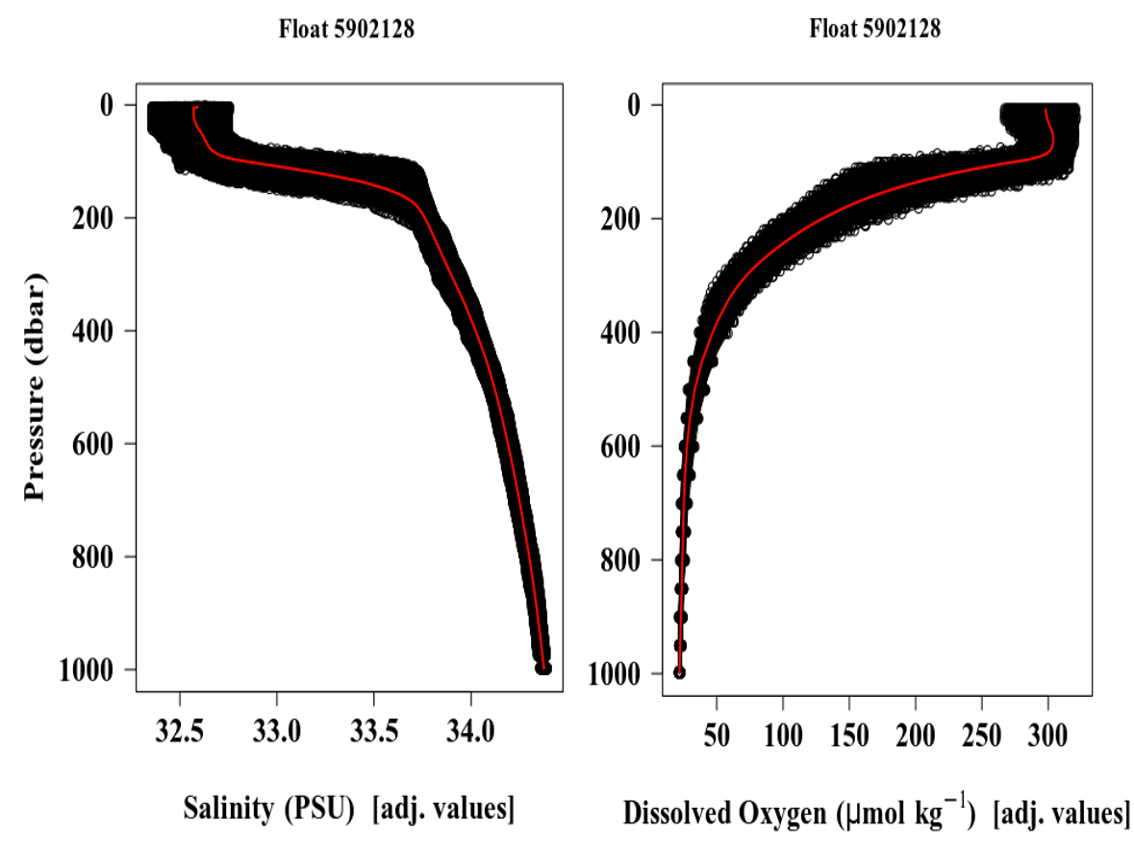 Float 5902128
0
200
400
600
800
1000
Pressure (dbar)
32.5 33.0 33.5 34.0
Salinity (PSU) [adj. values]
Float 5902128
0
200
400
600
800
1000
50 100 150 200 250 300
Dissolved Oxygen (μmol kg⁻¹) [adj. values]